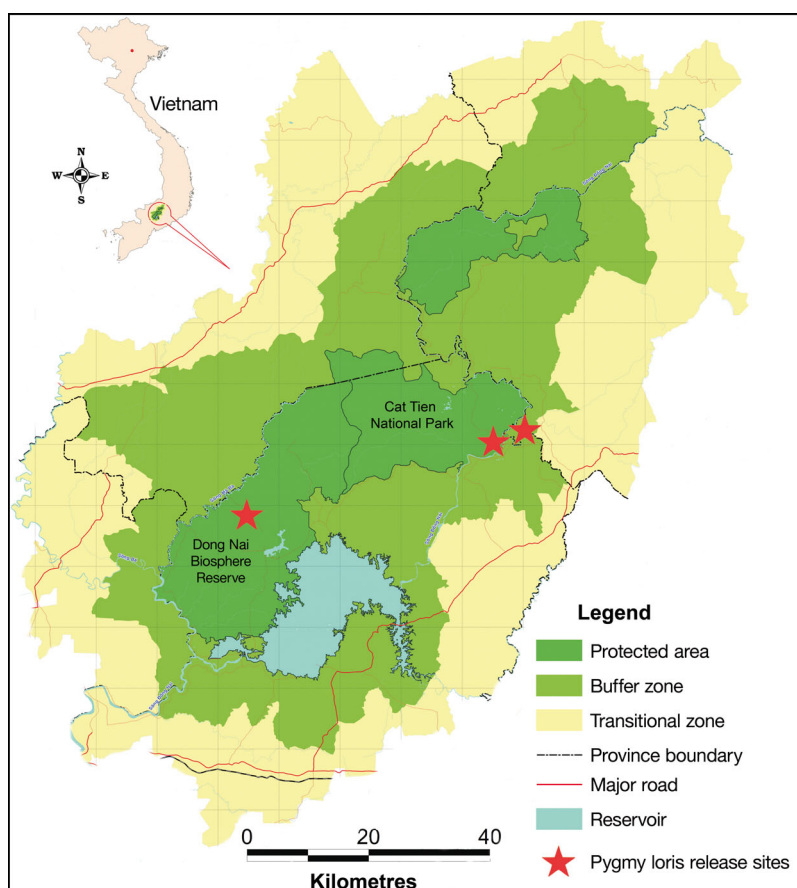 Vietnam
N
W E
S
Cat Tien
National Park
Dong Nai
Biosphere
Reserve
Legend
Protected area
Buffer zone
Transitional zone
Province boundary
Major road
Reservoir
Pygmy loris release sites
0 20 40
Kilometres